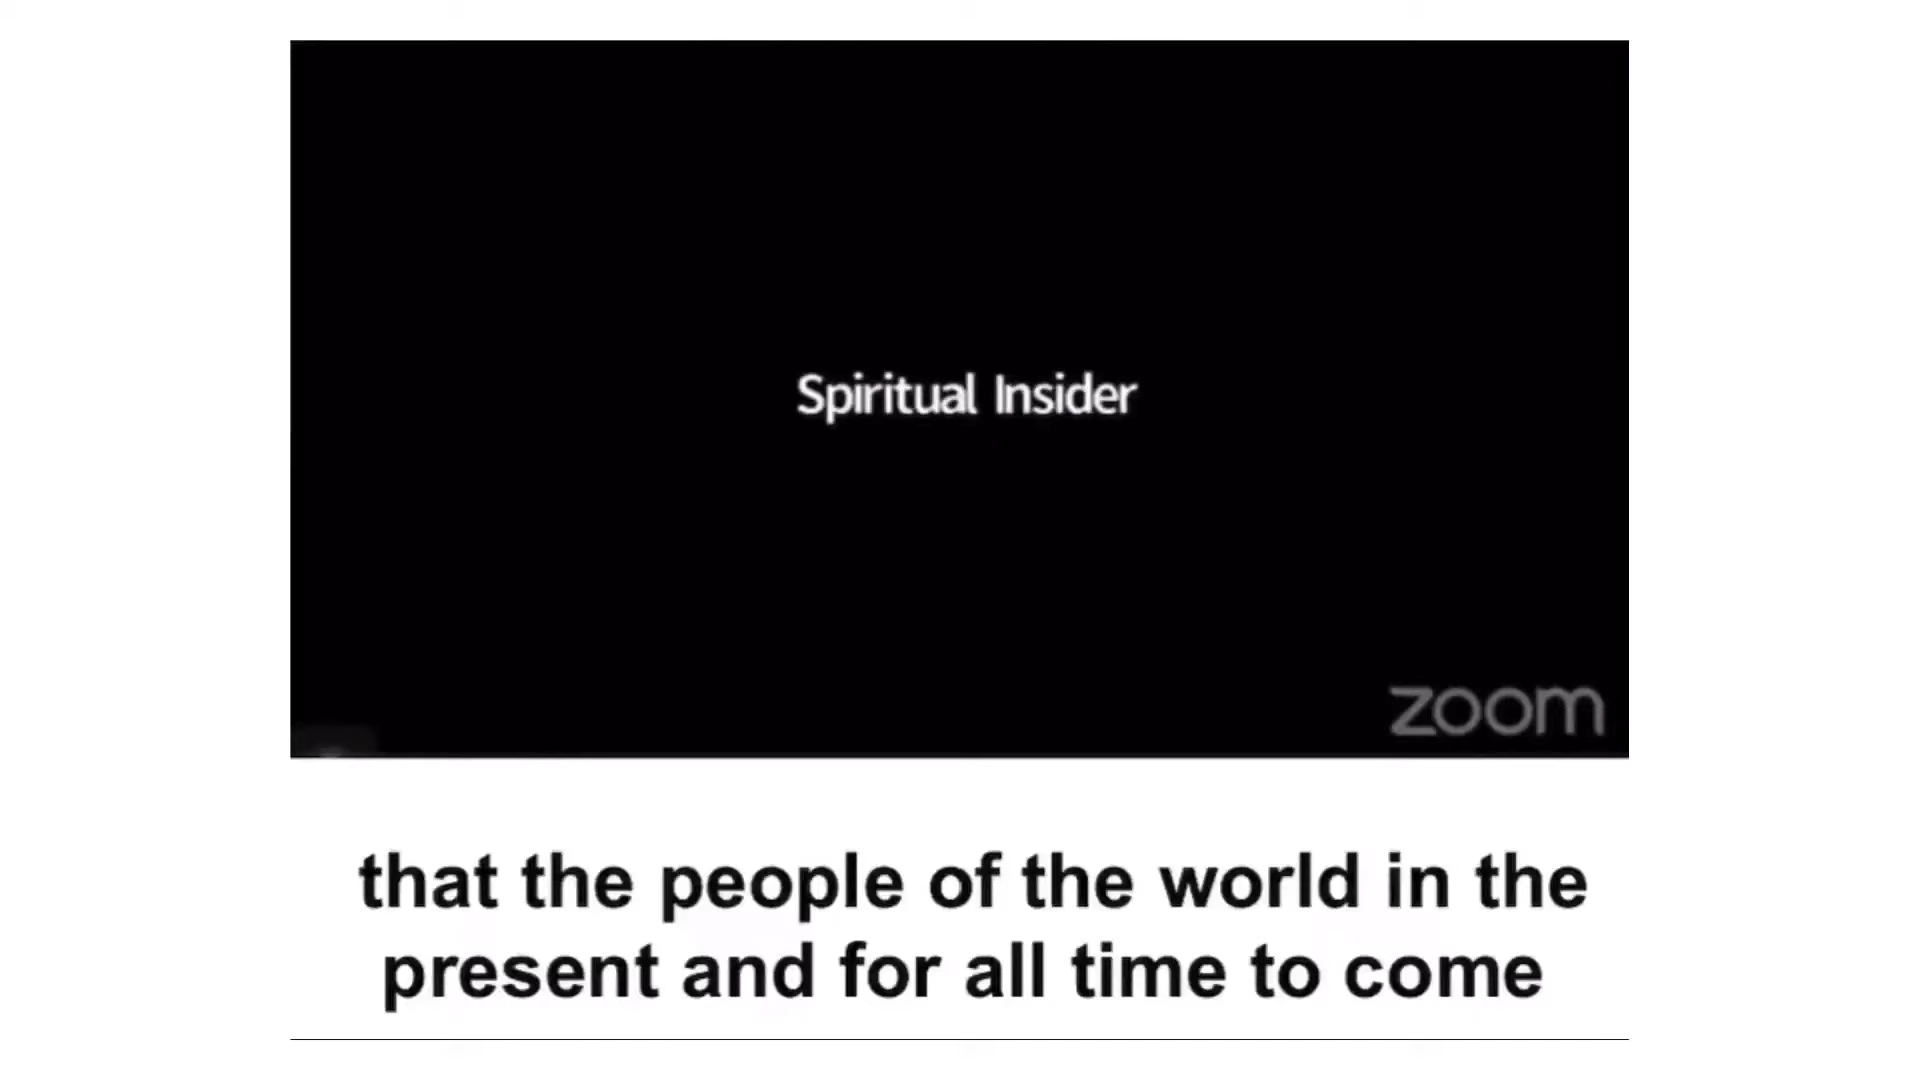 Spiritual Insider
zoom
that the people of the world in the
present and for all time to come